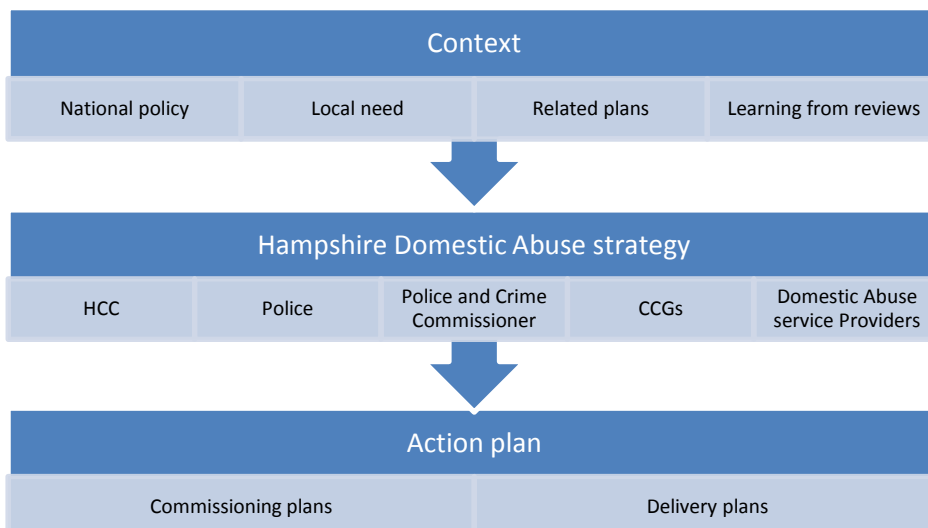 Context
National policy
Local need
Related plans
Learning from reviews
Hampshire Domestic Abuse strategy
HCC
Police
Police and Crime
Commissioner
CCGs
Domestic Abuse
service Providers
Action plan
Commissioning plans
Delivery plans